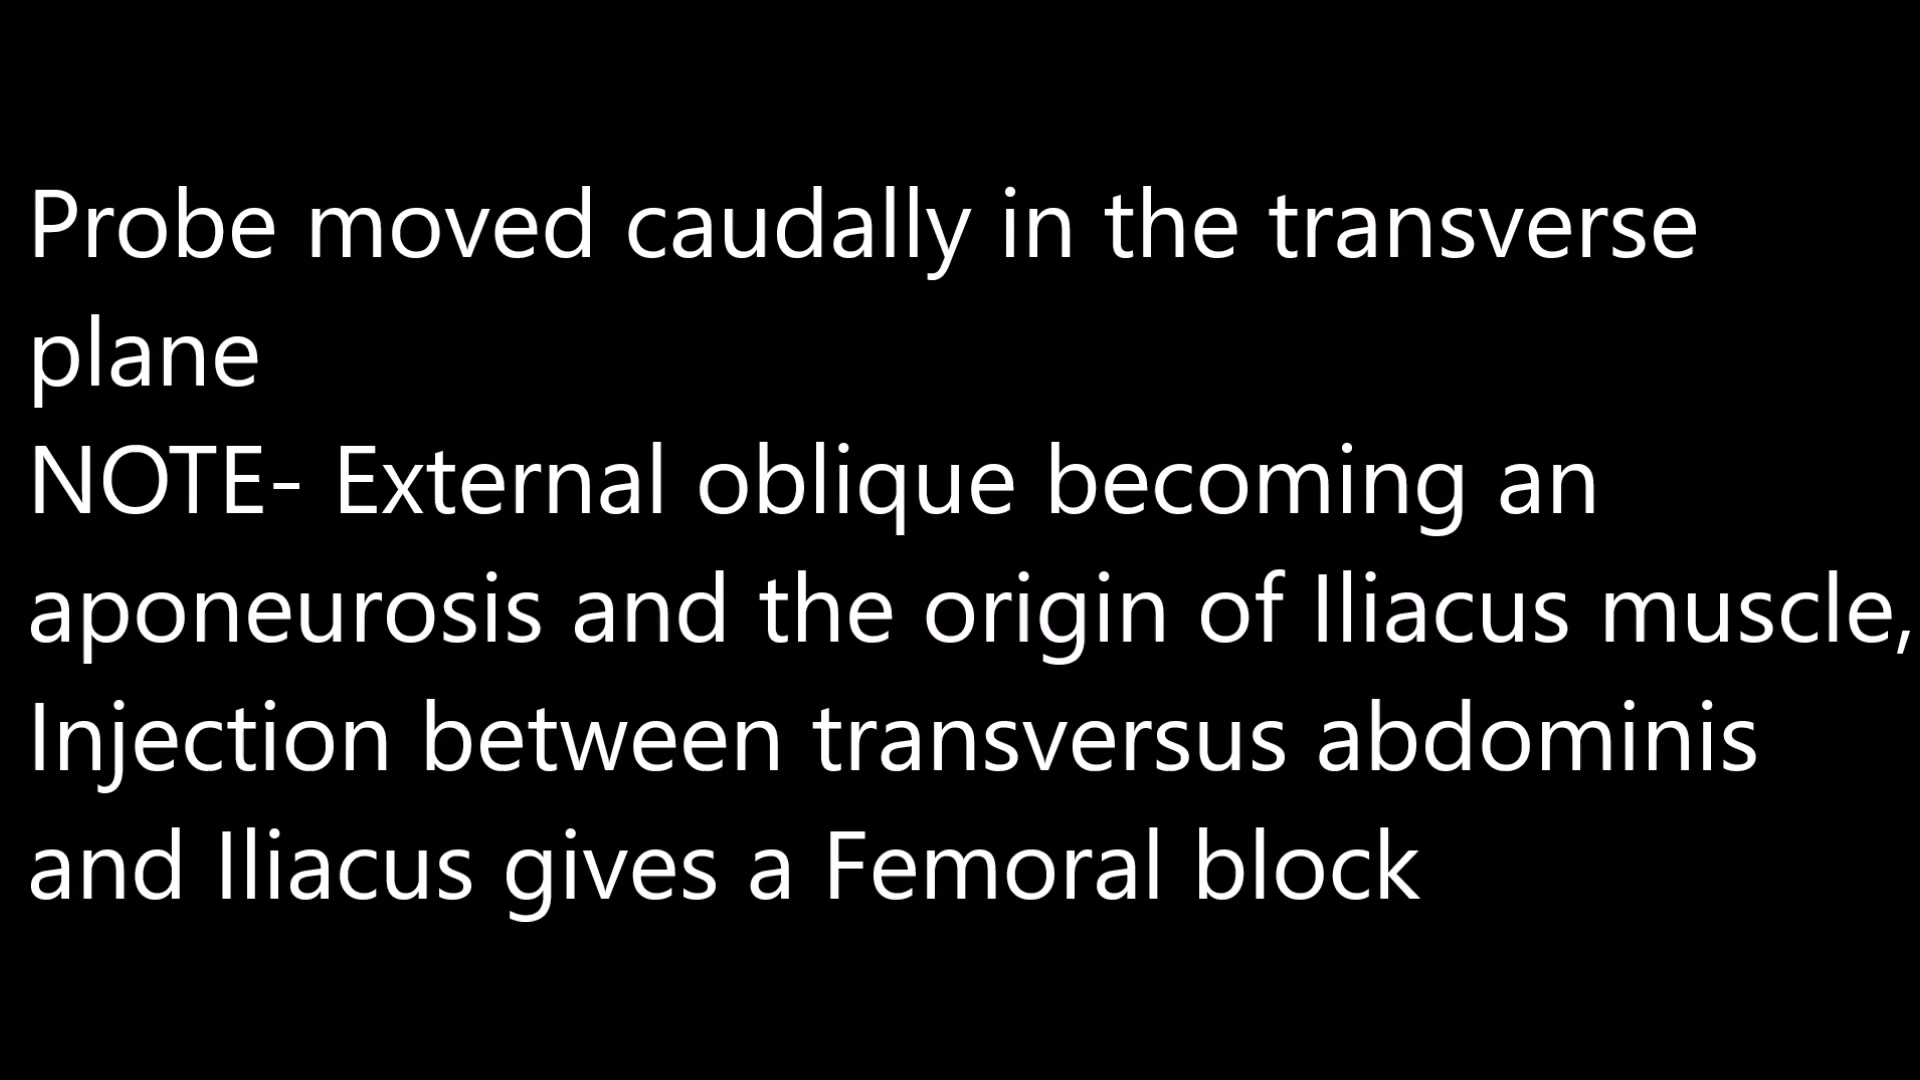 Probe moved caudally in the transverse
plane
NOTE- External oblique becoming an
aponeurosis and the origin of Iliacus muscle,
Injection between transversus abdominis
and Iliacus gives a Femoral block